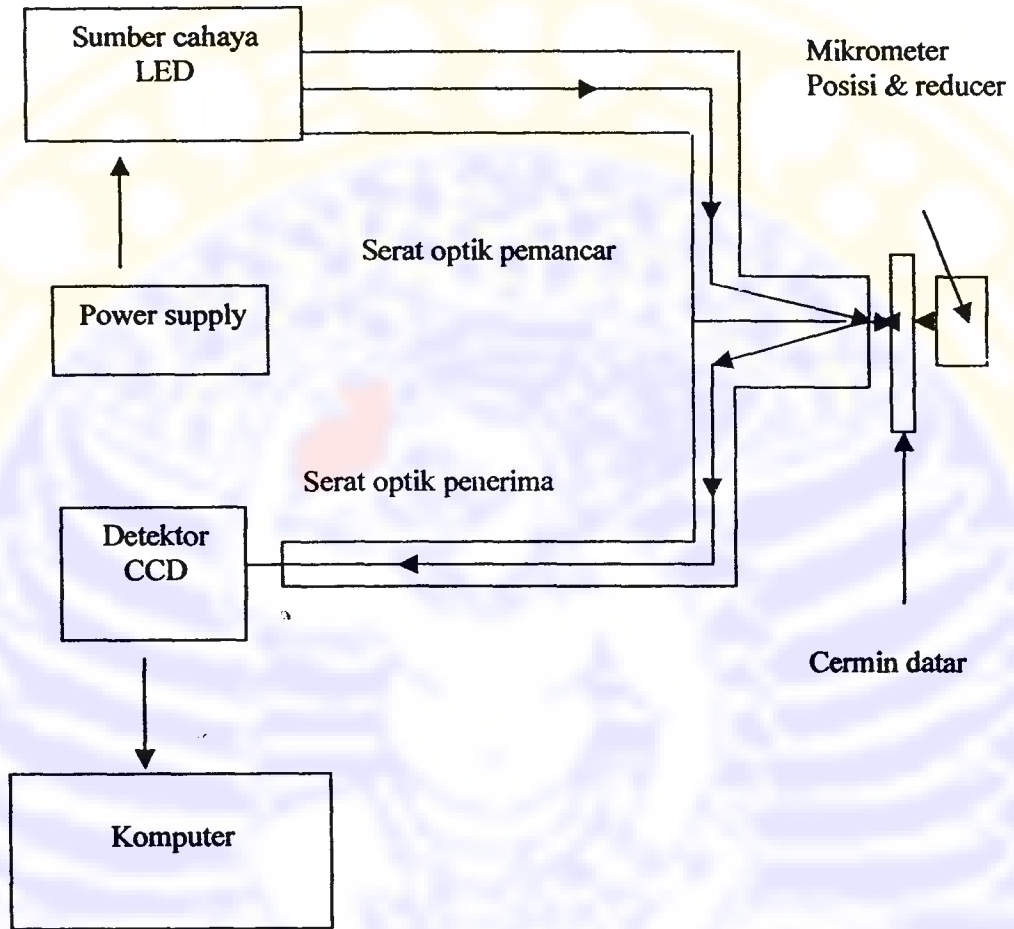 Sumber cahaya
LED
Mikrometer
Posisi & reducer
Serat optik pemancar
Power supply
Serat optik penerima
Detektor
CCD
Cermin datar
Komputer